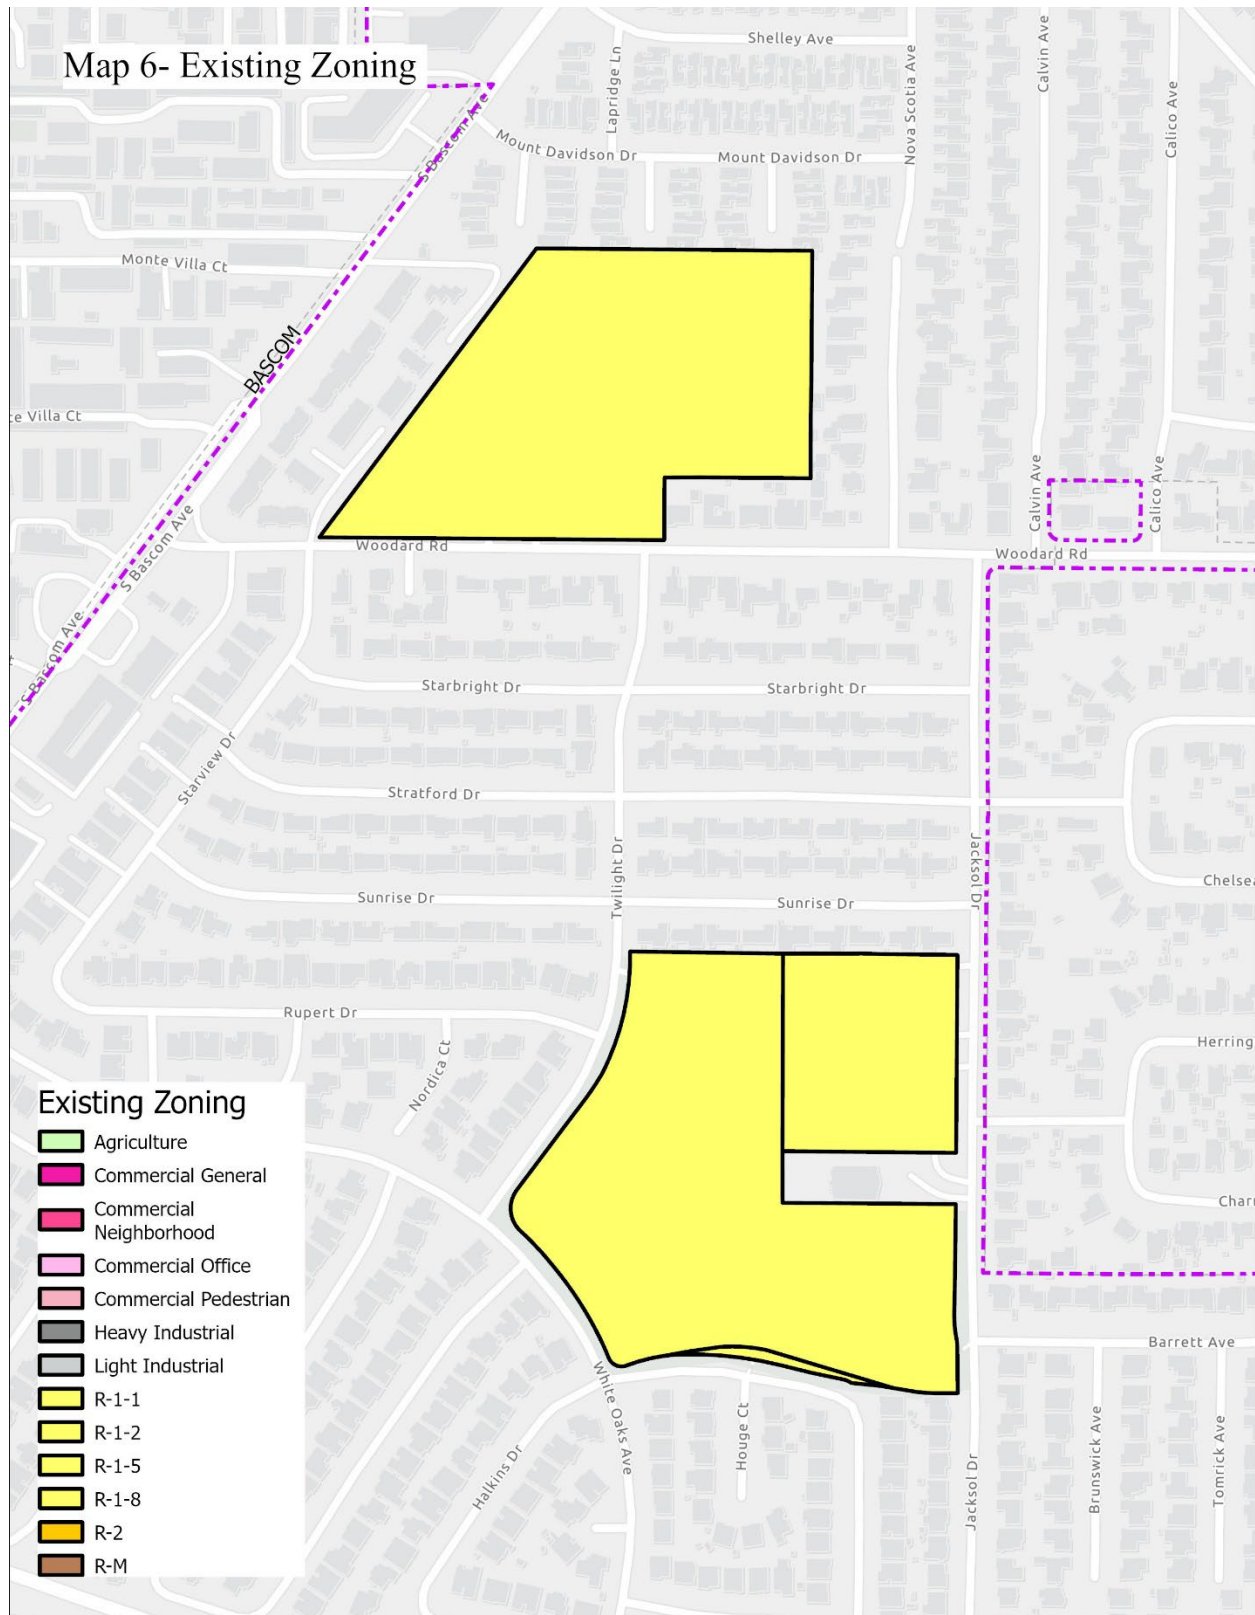 Map 6- Existing Zoning
Shelley Ave
Lapridge Ln
Nova Scotia Ave
Calvin Ave
Calico Ave
S Bascom Ave
Mount Davidson Dr
Mount Davidson Dr
Monte Villa Ct
BASCOM
te Villa Ct
Calvin Ave
Calico Ave
S Bascom Ave
Woodard Rd
Woodard Rd
S Bascom Ave
Starbright Dr
Starbright Dr
Starview Dr
Stratford Dr
Twilight Dr
Jacksol Dr
Chelsea
Sunrise Dr
Sunrise Dr
Rupert Dr
Nordica Ct
Herring
Charm
Existing Zoning
Agriculture
Commercial General
Commercial
Neighborhood
Commercial Office
Commercial Pedestrian
Heavy Industrial
Light Industrial
R-1-1
R-1-2
R-1-5
R-1-8
R-2
R-M
Barrett Ave
White Oaks Ave
Halkins Dr
Houge Ct
Jacksol Dr
Brunswick Ave
Tomrick Ave